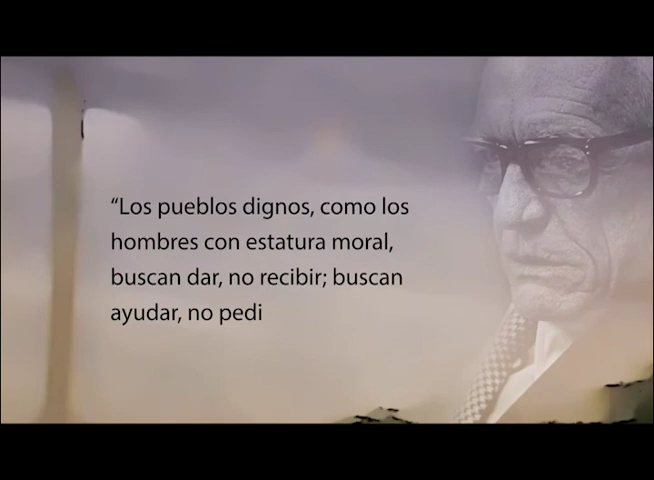 “Los pueblos dignos, como los
hombres con estatura moral,
buscan dar, no recibir; buscan
ayudar, no pedi